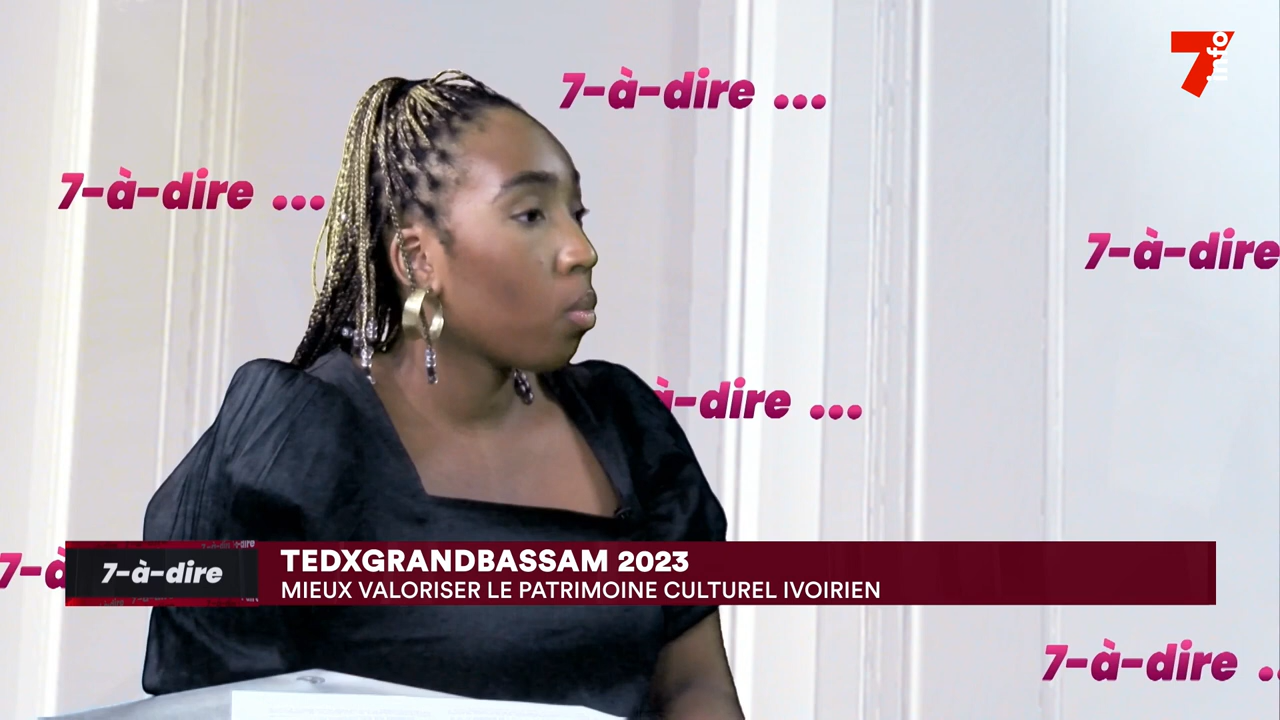 7 info
7-à-dire ...
7-à-dire ...
7-à-dire
à-dire ...
7-à
7-à-dire
TEDXGRANDBASSAM 2023
MIEUX VALORISER LE PATRIMOINE CULTUREL IVOIRIEN
7-à-dire ..